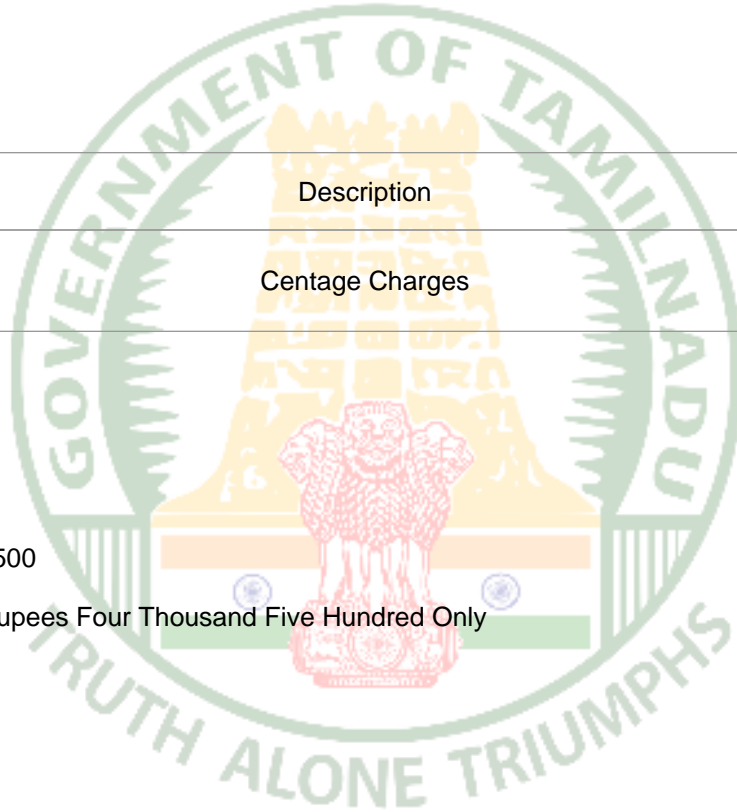 GOVERNMENT OF TAMILNADU
Description
Centage Charges
500
upees Four Thousand Five Hundred Only
TRUTH ALONE TRIUMPHS